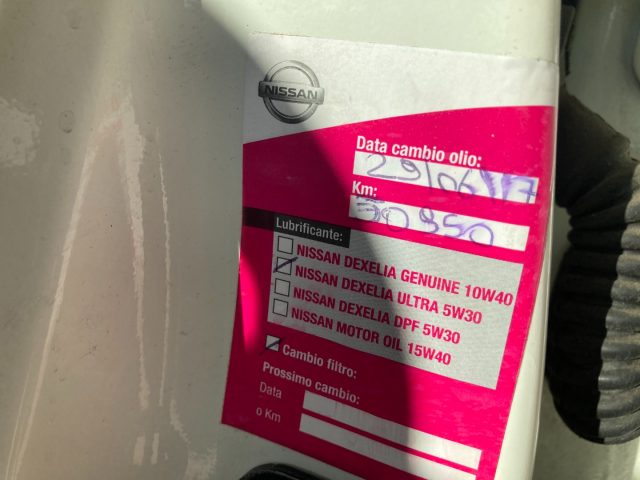 NISSAN
Data cambio olio:
29/06/17
Km:
50850
Lubrificante:
NISSAN DEXELIA GENUINE 10W40
NISSAN DEXELIA ULTRA 5W30
NISSAN DEXELIA DPF 5W30
NISSAN MOTOR OIL 15W40
Cambio filtro:
Prossimo cambio:
Data
o Km